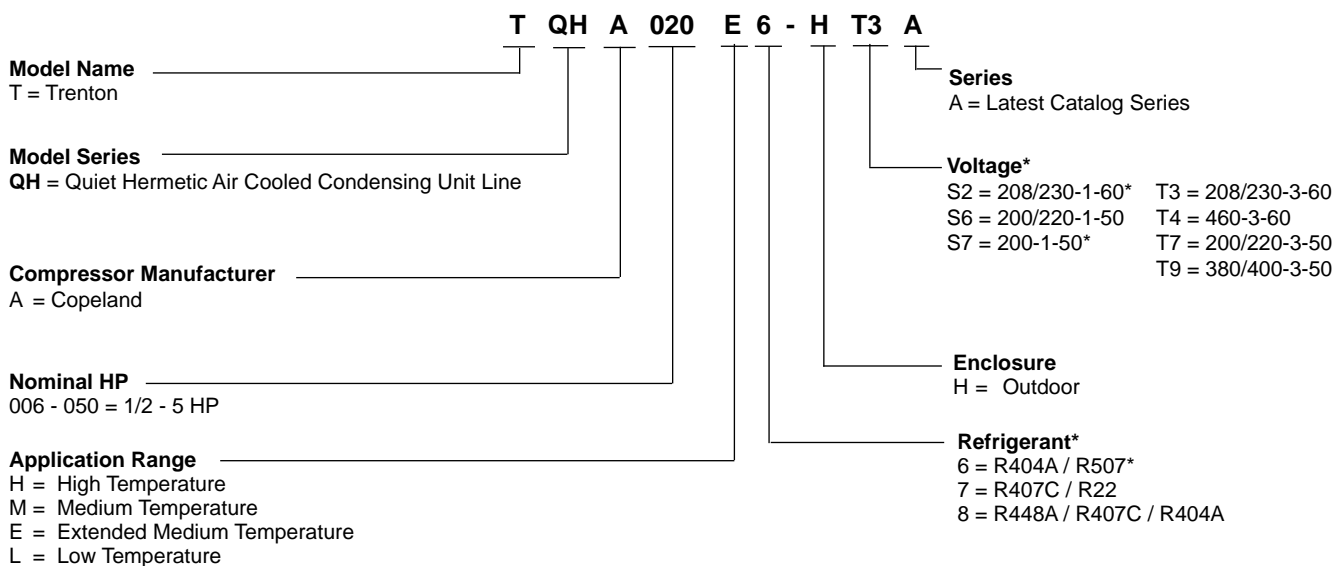 T QH A 020 E 6 - H T3 A
Model Name
T = Trenton
Model Series
QH = Quiet Hermetic Air Cooled Condensing Unit Line
Compressor Manufacturer
A = Copeland
Nominal HP
006 - 050 = 1/2 - 5 HP
Application Range
H = High Temperature
M = Medium Temperature
E = Extended Medium Temperature
L = Low Temperature
Series
A = Latest Catalog Series
Voltage*
S2 = 208/230-1-60* T3 = 208/230-3-60
S6 = 200/220-1-50 T4 = 460-3-60
S7 = 200-1-50* T7 = 200/220-3-50
T9 = 380/400-3-50
Enclosure
H = Outdoor
Refrigerant*
6 = R404A / R507*
7 = R407C / R22
8 = R448A / R407C / R404A